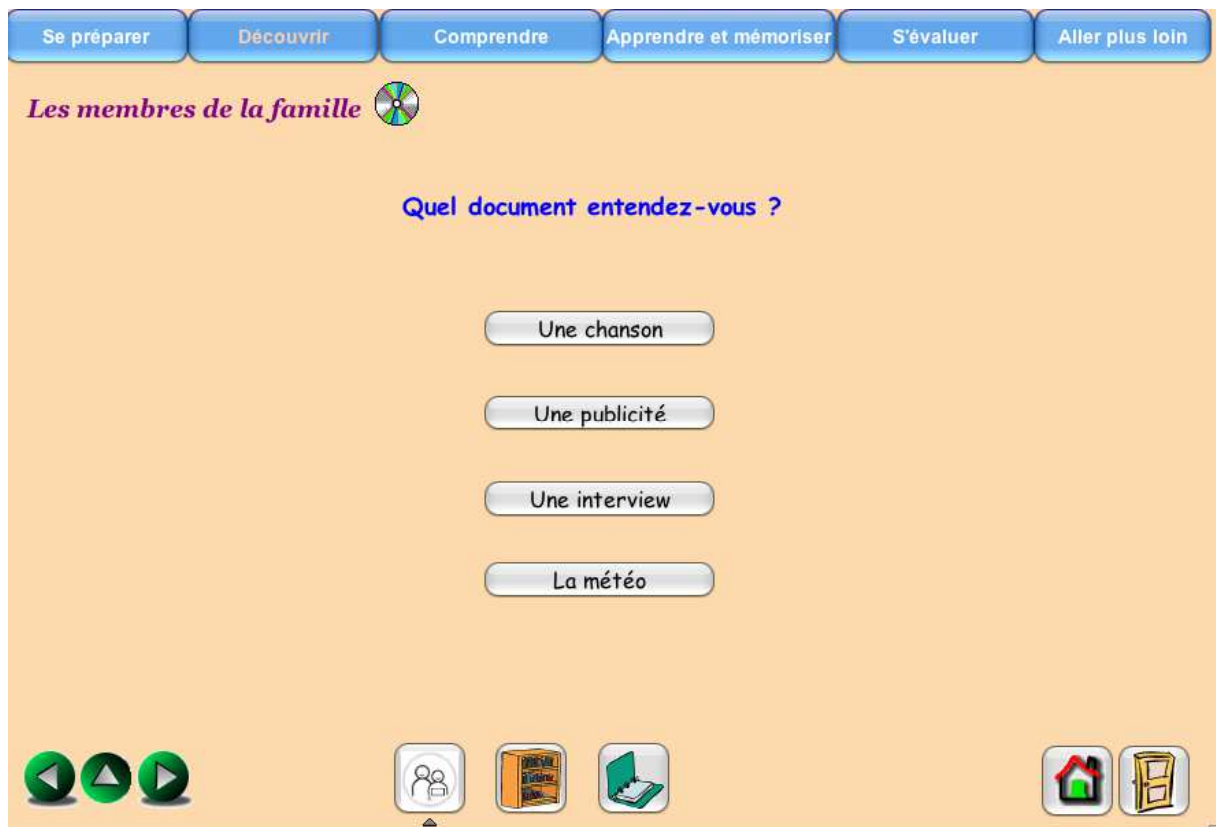 Se préparer
Découvrir
Comprendre
Apprendre et mémoriser
S'évaluer
Aller plus loin
Les membres de la famille
Quel document entendez-vous ?
Une chanson
Une publicité
Une interview
La météo